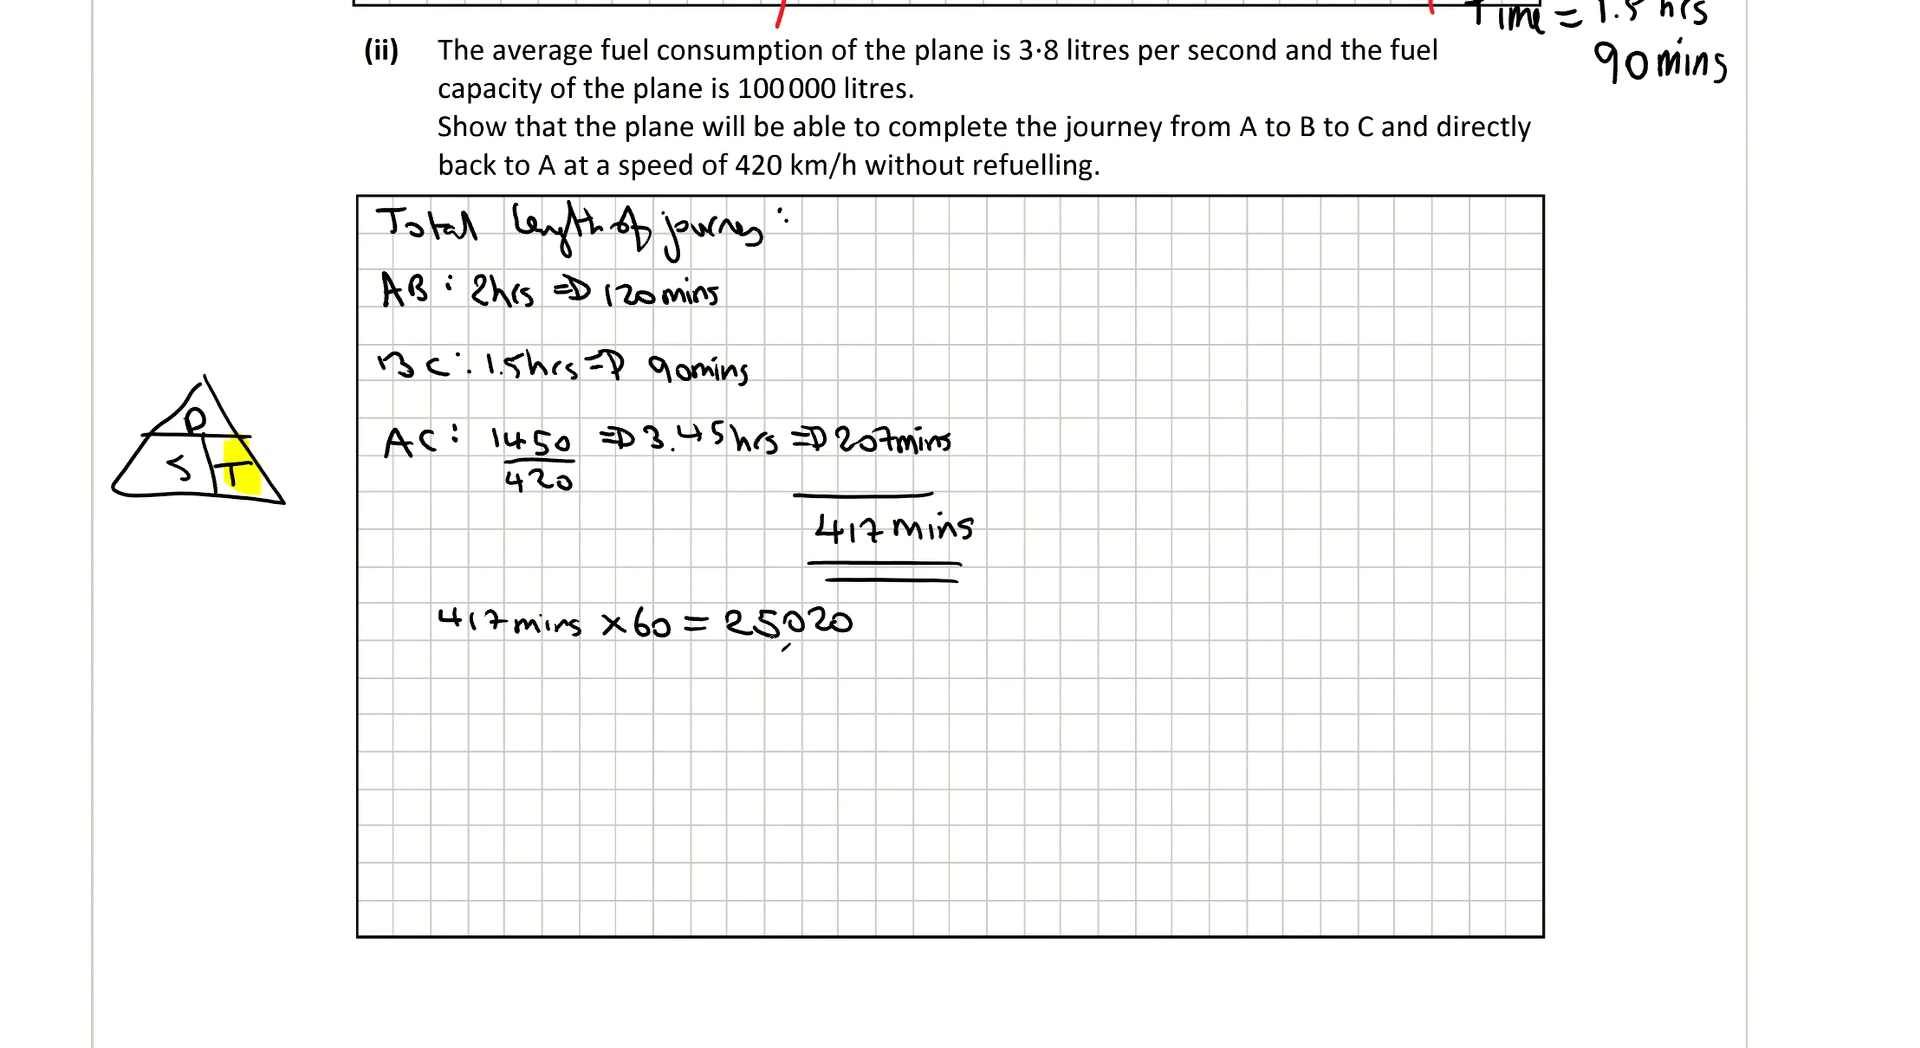 Time = 1.5 hrs
90 mins
(ii) The average fuel consumption of the plane is 3·8 litres per second and the fuel
capacity of the plane is 100 000 litres.
Show that the plane will be able to complete the journey from A to B to C and directly
back to A at a speed of 420 km/h without refuelling.
Total length of journey :
AB : 2hrs ⇒ 120 mins
BC : 1.5hrs ⇒ 90mins
AC : 1450/420 ⇒ 3.45 hrs ⇒ 207mins
D
S T
417 mins
417 mins × 60 = 25,020